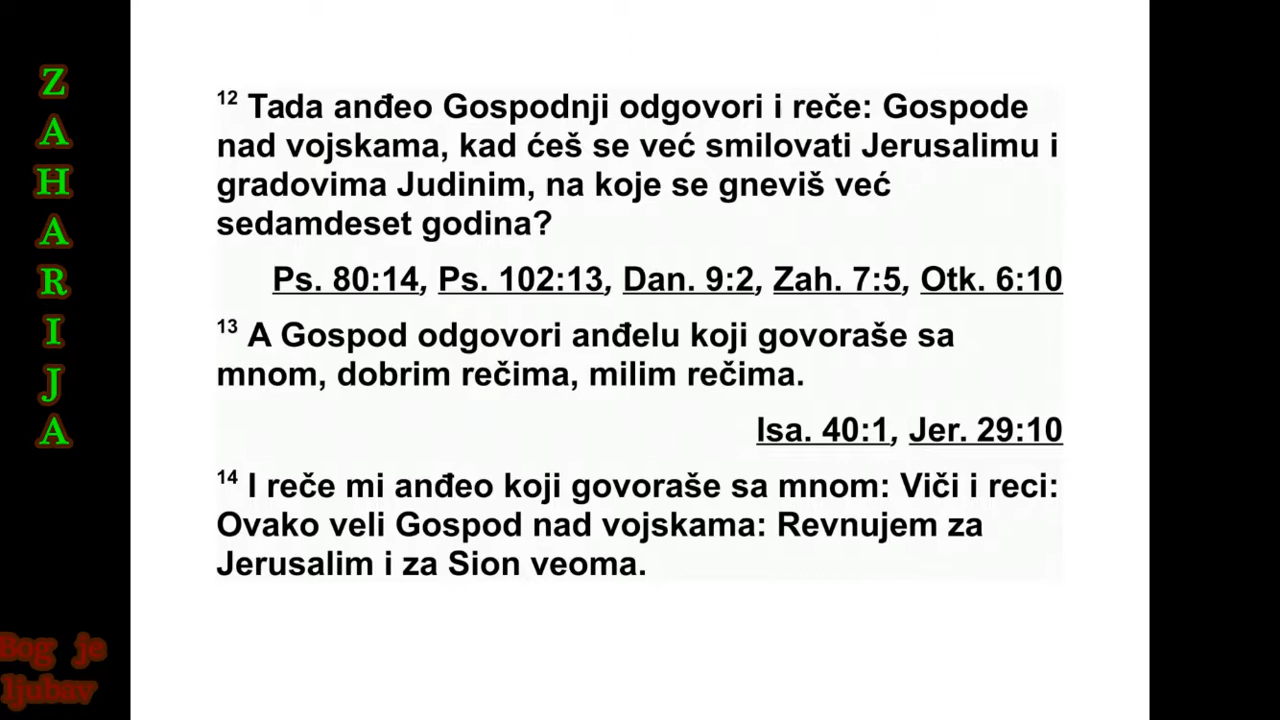 ZAHARIJA
12 Tada anđeo Gospodnji odgovori i reče: Gospode
nad vojskama, kad ćeš se već smilovati Jerusalimu i
gradovima Judinim, na koje se gneviš već
sedamdeset godina?
Ps. 80:14, Ps. 102:13, Dan. 9:2, Zah. 7:5, Otk. 6:10
13 A Gospod odgovori anđelu koji govoraše sa
mnom, dobrim rečima, milim rečima.
Isa. 40:1, Jer. 29:10
14 I reče mi anđeo koji govoraše sa mnom: Viči i reci:
Ovako veli Gospod nad vojskama: Revnujem za
Jerusalim i za Sion veoma.
Bog je
ljubav